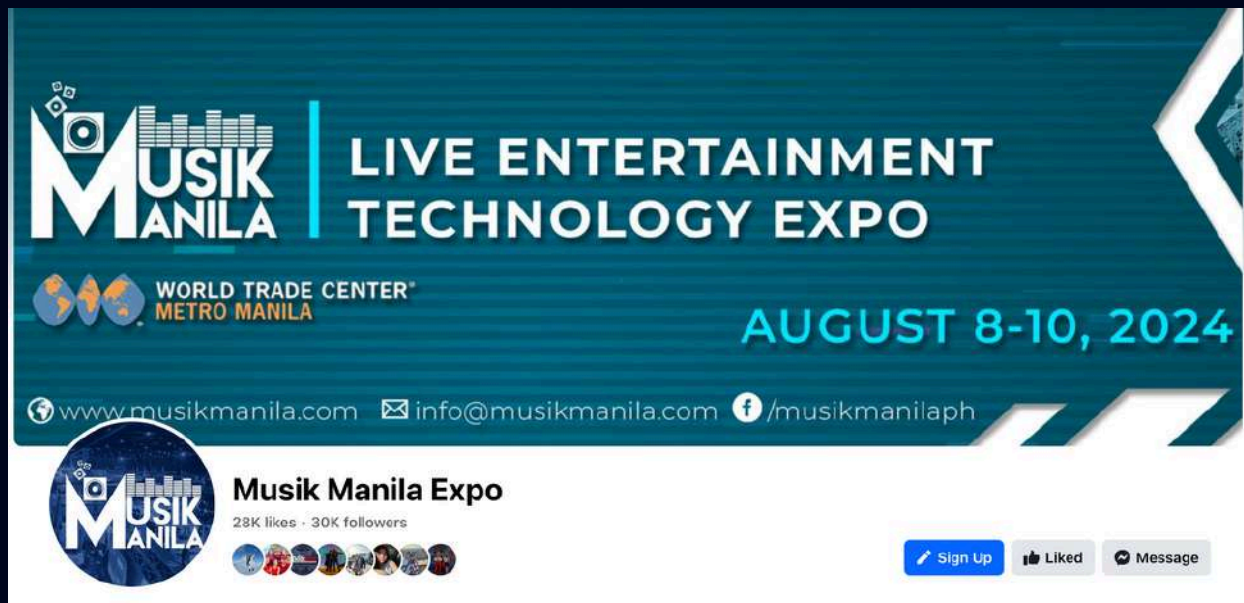 MUSIK
MANILA
LIVE ENTERTAINMENT
TECHNOLOGY EXPO
WORLD TRADE CENTER®
METRO MANILA
AUGUST 8-10, 2024
www.musikmanila.com info@musikmanila.com f /musikmanilaph
MUSIK
MANILA
Musik Manila Expo
28K likes · 30K followers
Sign Up Liked Message